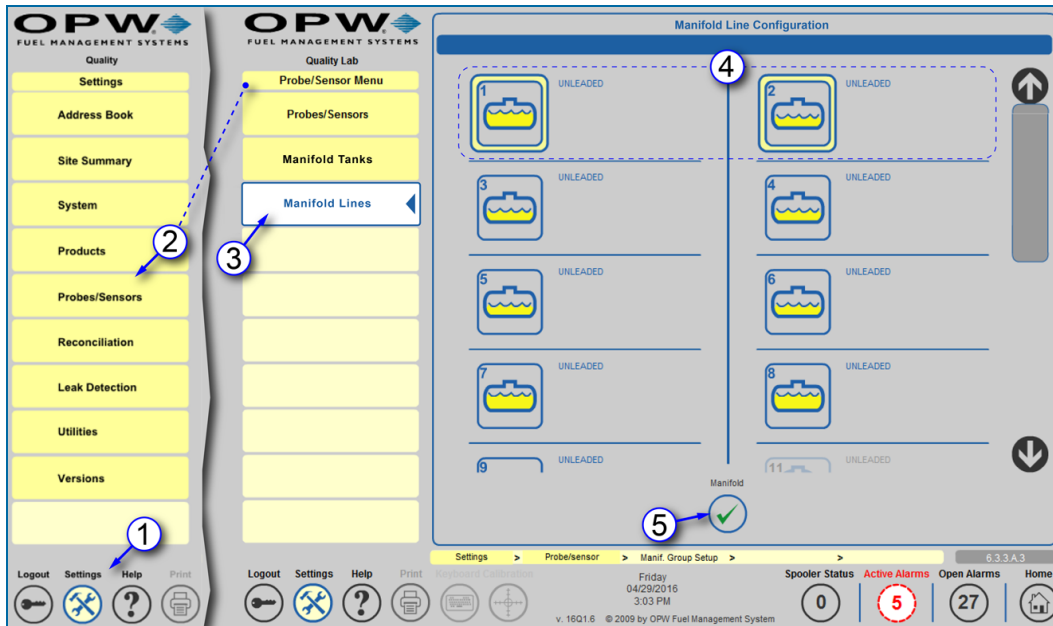 OPW
FUEL MANAGEMENT SYSTEMS
Quality
Settings
Address Book
Site Summary
System
Products
Probes/Sensors
Reconciliation
Leak Detection
Utilities
Versions
2
1
Logout Settings Help Print
OPW
FUEL MANAGEMENT SYSTEMS
Quality Lab
Probe/Sensor Menu
Probes/Sensors
Manifold Tanks
Manifold Lines
3
Manifold Line Configuration
4
1 UNLEADED
2 UNLEADED
3 UNLEADED
4 UNLEADED
5 UNLEADED
6 UNLEADED
7 UNLEADED
8 UNLEADED
9 UNLEADED
11 UNLEADED
Manifold
5
Settings > Probe/sensor > Manif. Group Setup > >
6.3.3.A.3
Logout Settings Help Print Keyboard Calibration
Friday
04/29/2016
3:03 PM
v. 16Q1.6 © 2009 by OPW Fuel Management System
Spooler Status Active Alarms Open Alarms Home
0 5 27